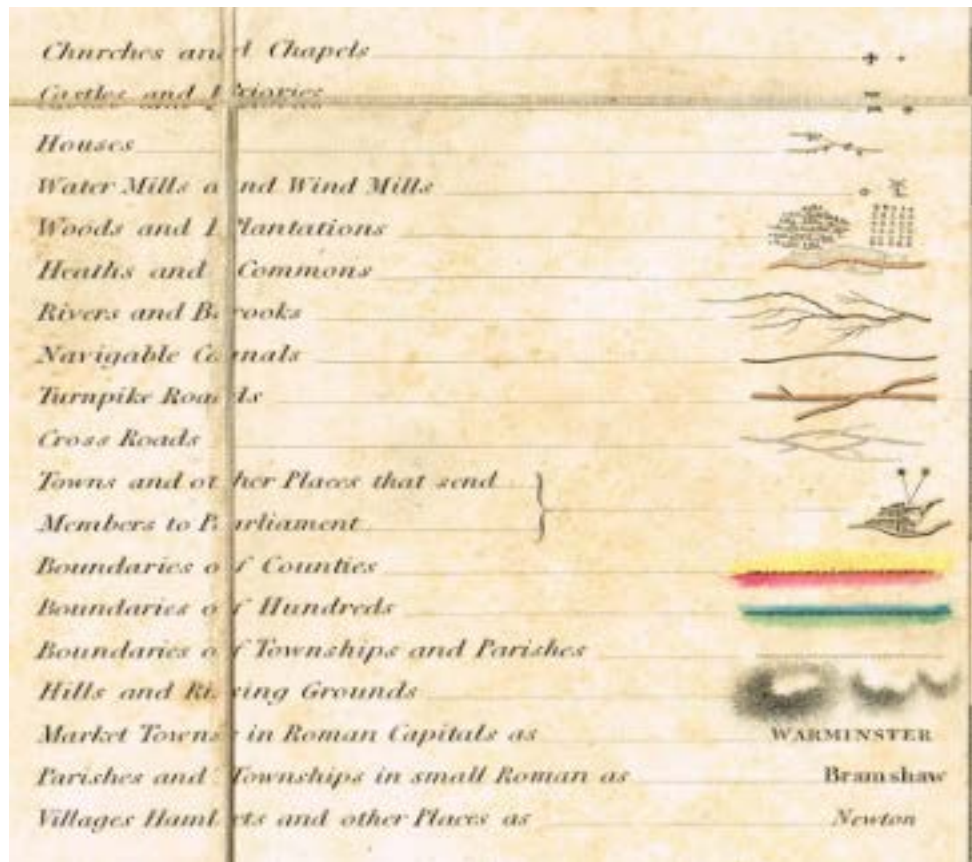 Churches and Chapels
Castles and Priories
Houses
Water Mills and Wind Mills
Woods and Plantations
Heaths and Commons
Rivers and Brooks
Navigable Canals
Turnpike Roads
Cross Roads
Towns and other Places that send
Members to Parliament
Boundaries of Counties
Boundaries of Hundreds
Boundaries of Townships and Parishes
Hills and Rising Grounds
Market Towns in Roman Capitals as WARMINSTER
Parishes and Townships in small Roman as Bramshaw
Villages Hamlets and other Places as Newton